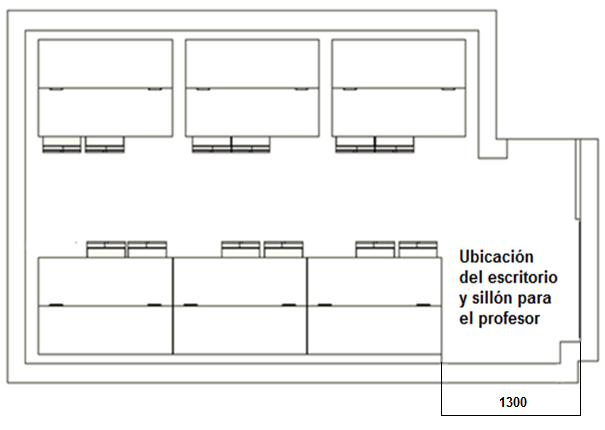 Ubicación
del escritorio
y sillón para
el profesor
1300